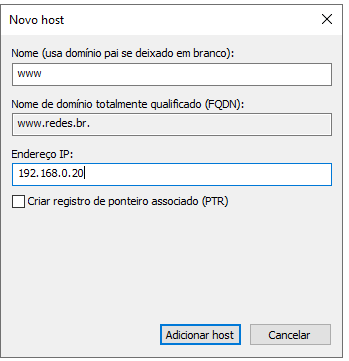 Novo host
Nome (usa domínio pai se deixado em branco):
www
Nome de domínio totalmente qualificado (FQDN):
www.redes.br.
Endereço IP:
192.168.0.20
Criar registro de ponteiro associado (PTR)
Adicionar host
Cancelar